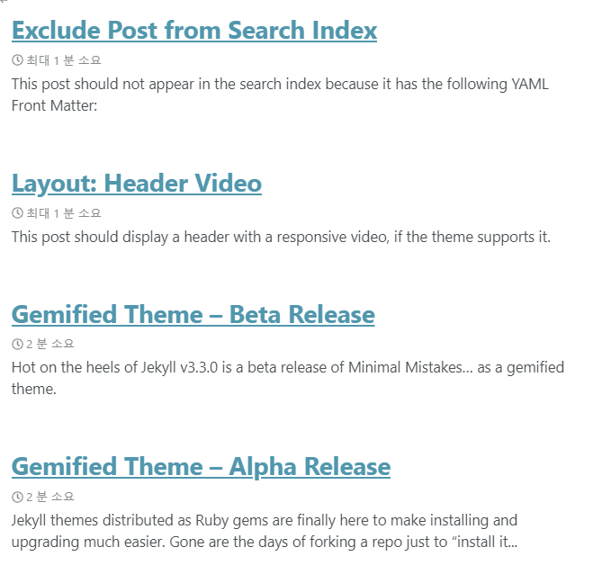 Exclude Post from Search Index
최대 1 분 소요
This post should not appear in the search index because it has the following YAML
Front Matter:
Layout: Header Video
최대 1 분 소요
This post should display a header with a responsive video, if the theme supports it.
Gemified Theme – Beta Release
2 분 소요
Hot on the heels of Jekyll v3.3.0 is a beta release of Minimal Mistakes… as a gemified
theme.
Gemified Theme – Alpha Release
2 분 소요
Jekyll themes distributed as Ruby gems are finally here to make installing and
upgrading much easier. Gone are the days of forking a repo just to “install it...